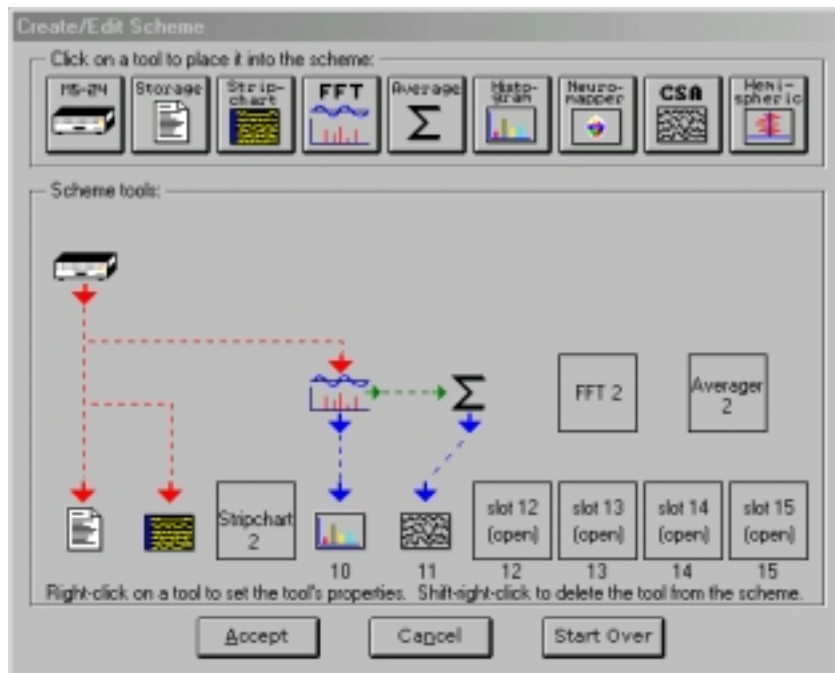 Create/Edit Scheme
Click on a tool to place it into the scheme:
MS-24
Storage
Strip-
chart
FFT
Average
Histo-
gram
Neuro-
mapper
CSA
Hemi-
spheric
Scheme tools:
FFT 2
Averager
2
Stripchart
2
slot 12
(open)
slot 13
(open)
slot 14
(open)
slot 15
(open)
10 11 12 13 14 15
Right-click on a tool to set the tool's properties. Shift-right-click to delete the tool from the scheme.
Accept Cancel Start Over